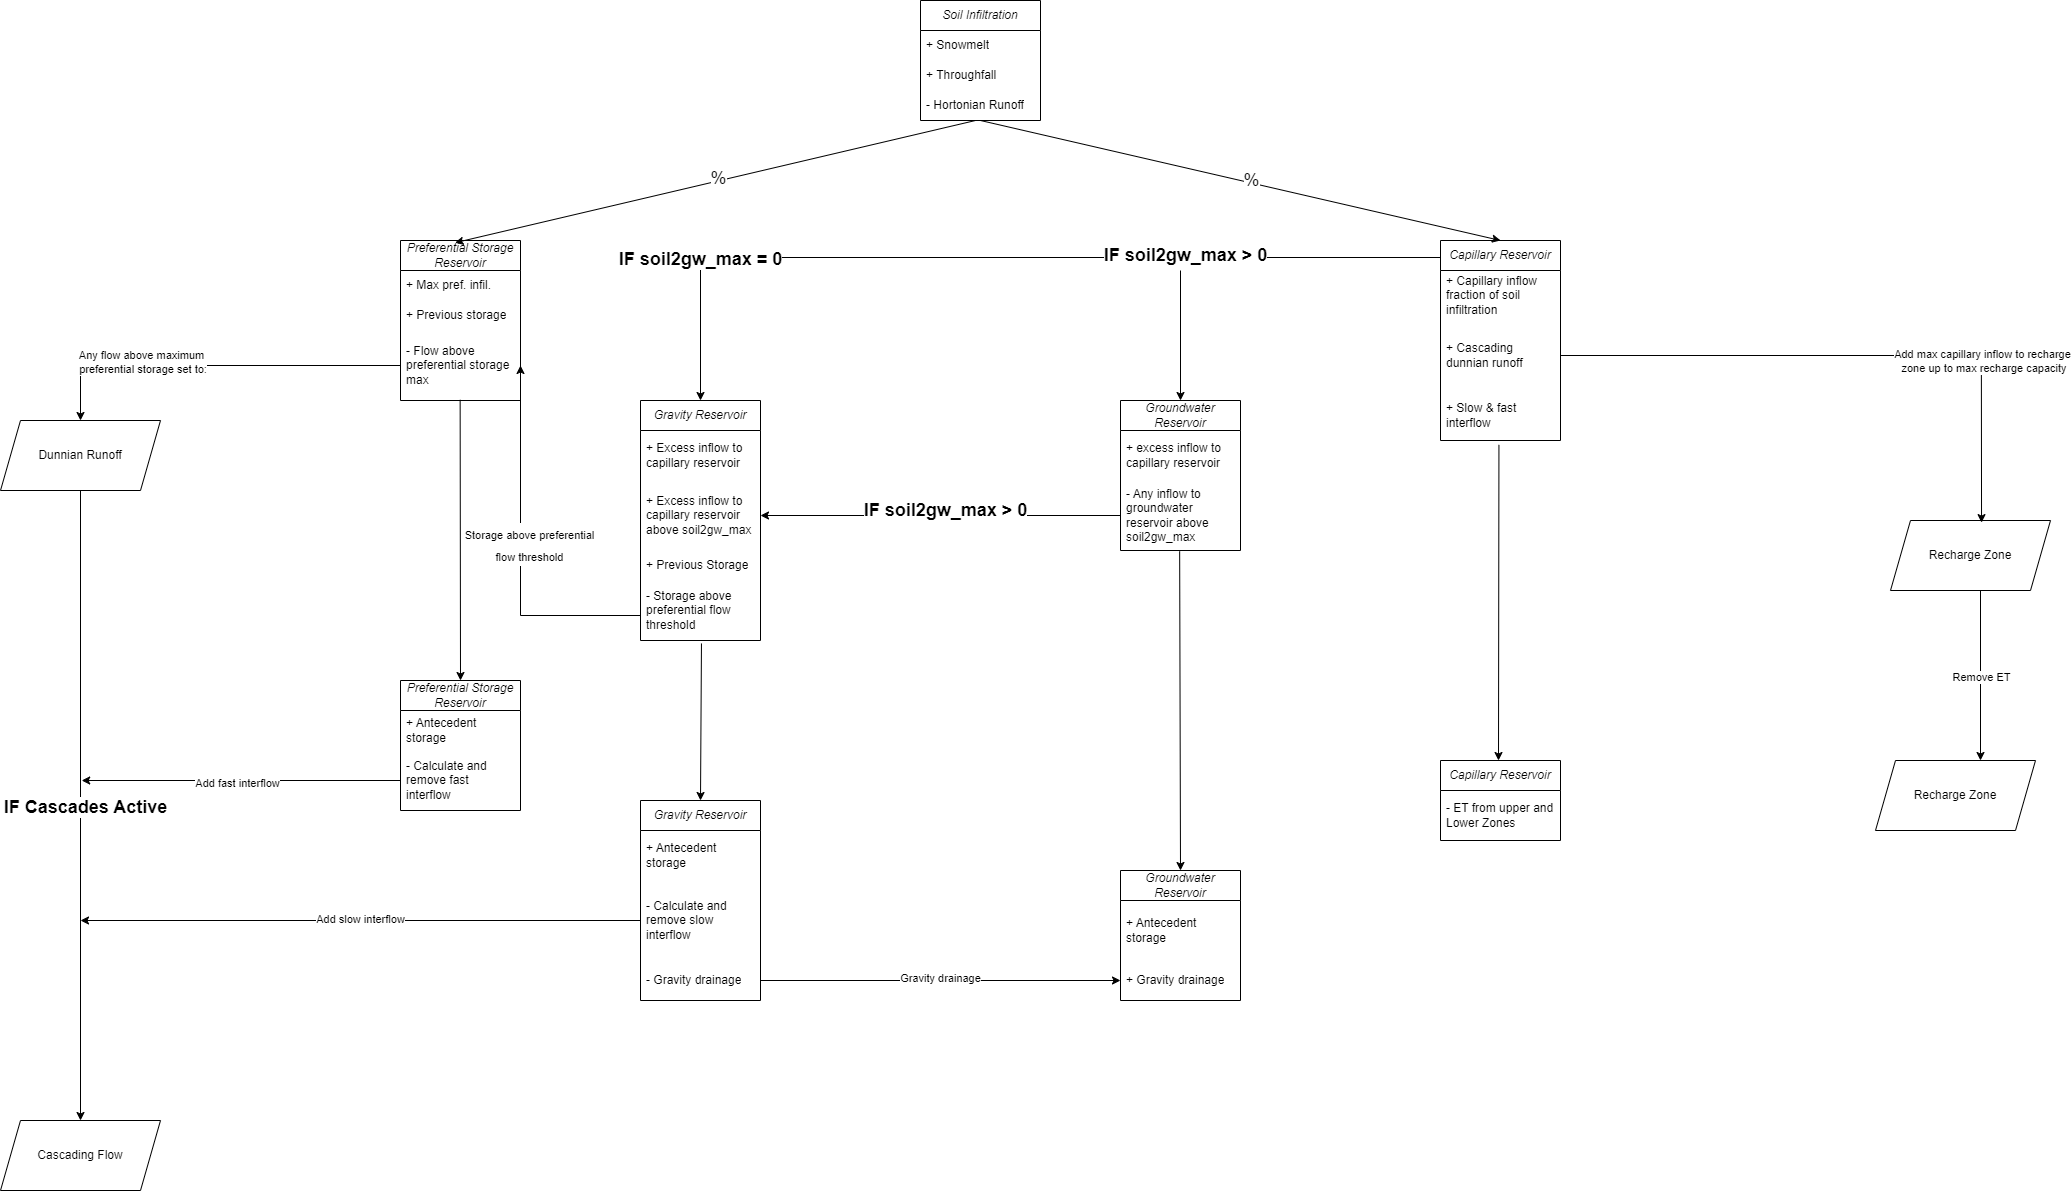 Soil Infiltration
+ Snowmelt
+ Throughfall
- Hortonian Runoff
%
%
Preferential Storage
Reservoir
+ Max pref. infil.
+ Previous storage
- Flow above
preferential storage
max
IF soil2gw_max = 0
IF soil2gw_max > 0
Capillary Reservoir
+ Capillary inflow
fraction of soil
infiltration
+ Cascading
dunnian runoff
+ Slow & fast
interflow
Any flow above maximum
preferential storage set to:
Add max capillary inflow to recharge
zone up to max recharge capacity
Dunnian Runoff
Gravity Reservoir
+ Excess inflow to
capillary reservoir
+ Excess inflow to
capillary reservoir
above soil2gw_max
+ Previous Storage
- Storage above
preferential flow
threshold
Groundwater
Reservoir
+ excess inflow to
capillary reservoir
- Any inflow to
groundwater
reservoir above
soil2gw_max
IF soil2gw_max > 0
Storage above preferential
flow threshold
Recharge Zone
Remove ET
Preferential Storage
Reservoir
+ Antecedent
storage
- Calculate and
remove fast
interflow
Add fast interflow
IF Cascades Active
Gravity Reservoir
+ Antecedent
storage
- Calculate and
remove slow
interflow
- Gravity drainage
Capillary Reservoir
- ET from upper and
Lower Zones
Recharge Zone
Add slow interflow
Groundwater
Reservoir
+ Antecedent
storage
+ Gravity drainage
Gravity drainage
Cascading Flow